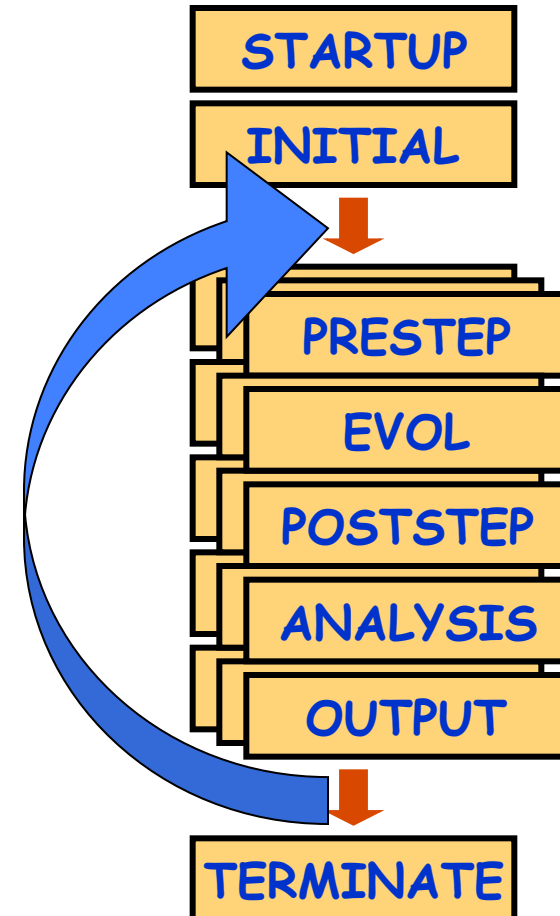 STARTUP
INITIAL
PRESTEP
EVOL
POSTSTEP
ANALYSIS
OUTPUT
TERMINATE